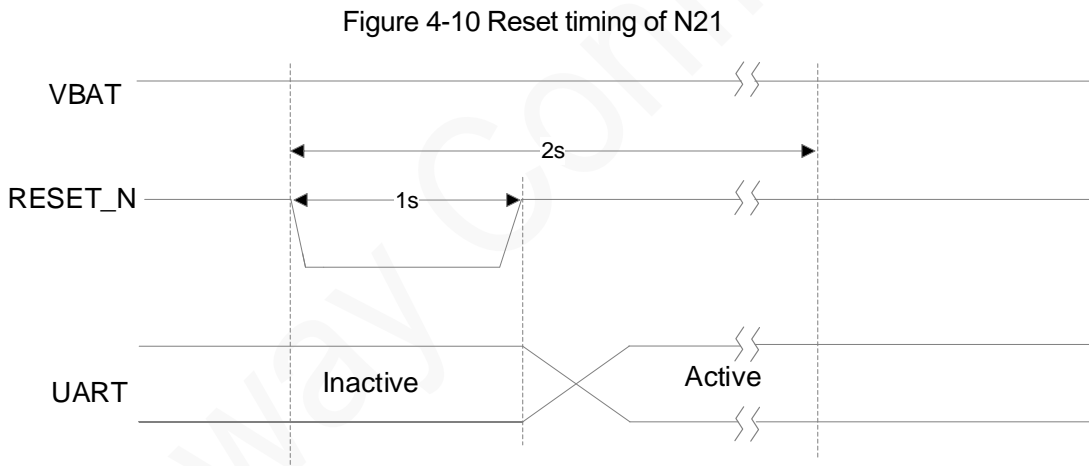 Figure 4-10 Reset timing of N21
VBAT
2s
RESET_N
1s
UART
Inactive
Active